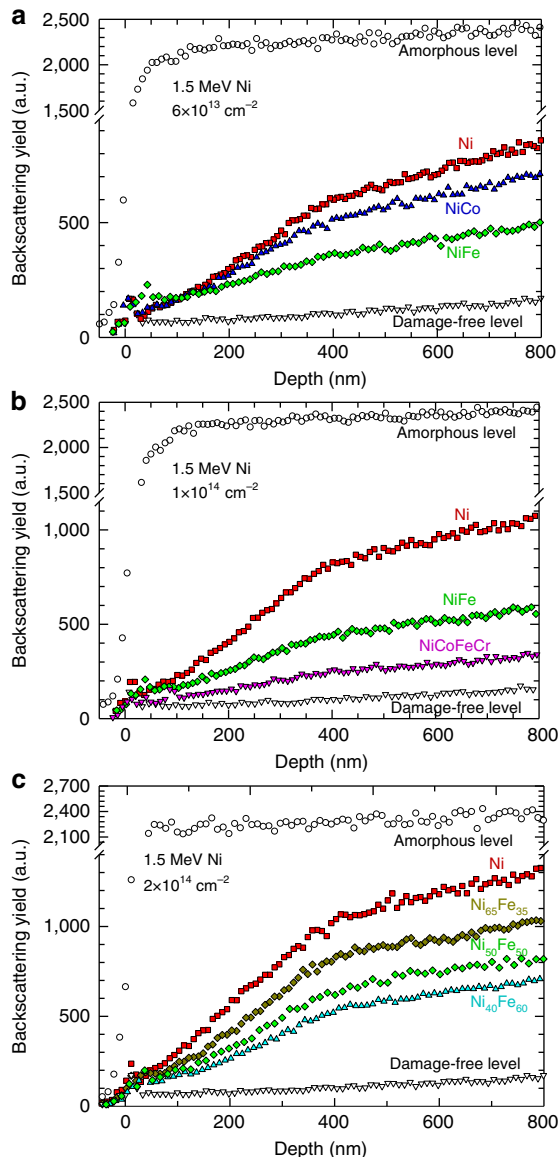 a
2,500
2,000
1,500
500
0
Backscattering yield (a.u.)
Amorphous level
1.5 MeV Ni
6×10¹³ cm⁻²
Ni
NiCo
NiFe
Damage-free level
0 200 400 600 800
Depth (nm)
b
2,500
2,000
1,500
1,000
500
0
Backscattering yield (a.u.)
Amorphous level
1.5 MeV Ni
1×10¹⁴ cm⁻²
Ni
NiFe
NiCoFeCr
Damage-free level
0 200 400 600 800
Depth (nm)
c
2,700
2,400
2,100
1,000
500
0
Backscattering yield (a.u.)
Amorphous level
1.5 MeV Ni
2×10¹⁴ cm⁻²
Ni
Ni₆₅Fe₃₅
Ni₅₀Fe₅₀
Ni₄₀Fe₆₀
Damage-free level
0 200 400 600 800
Depth (nm)